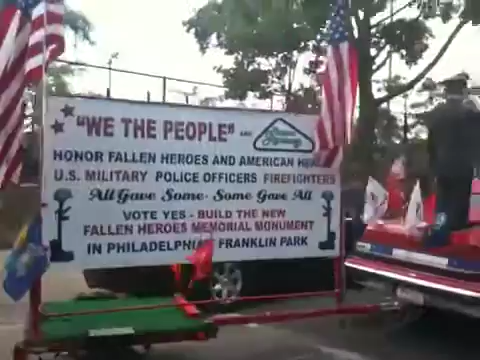 "WE THE PEOPLE" AND
HONOR FALLEN HEROES AND AMERICAN
U.S. MILITARY POLICE OFFICERS FIREFIGHTERS
All Gave Some - Some Gave All
VOTE YES - BUILD THE NEW
FALLEN HEROES MEMORIAL MONUMENT
IN PHILADELPHIA FRANKLIN PARK